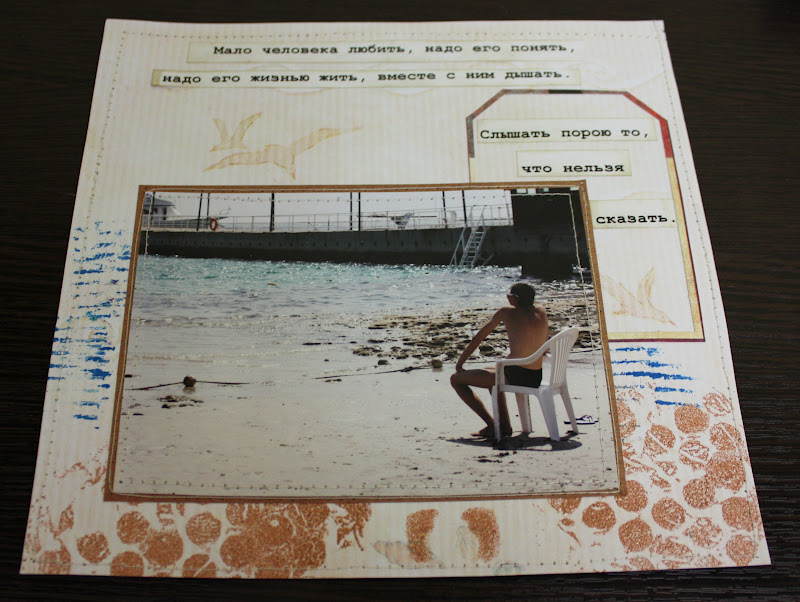 Мало человека любить, надо его понять,
надо его жизнью жить, вместе с ним дышать.
Слышать порою то,
что нельзя
сказать.